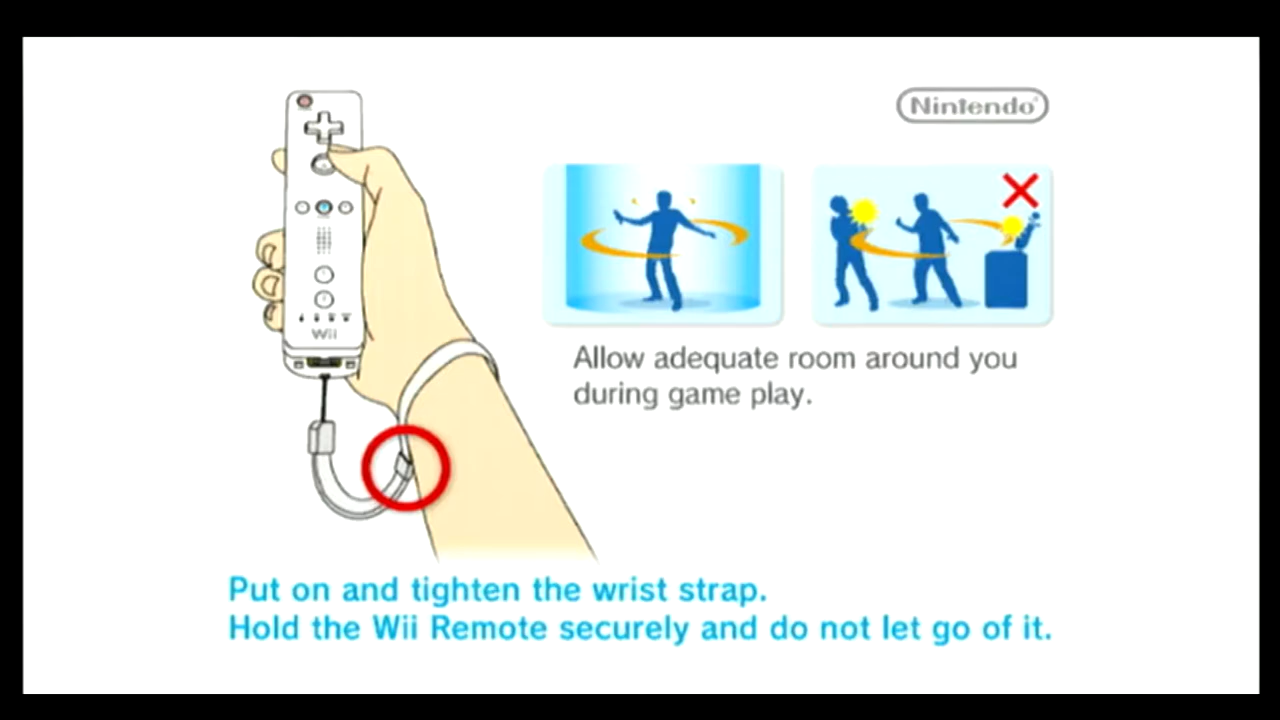 Nintendo
Wii
Allow adequate room around you
during game play.
Put on and tighten the wrist strap.
Hold the Wii Remote securely and do not let go of it.